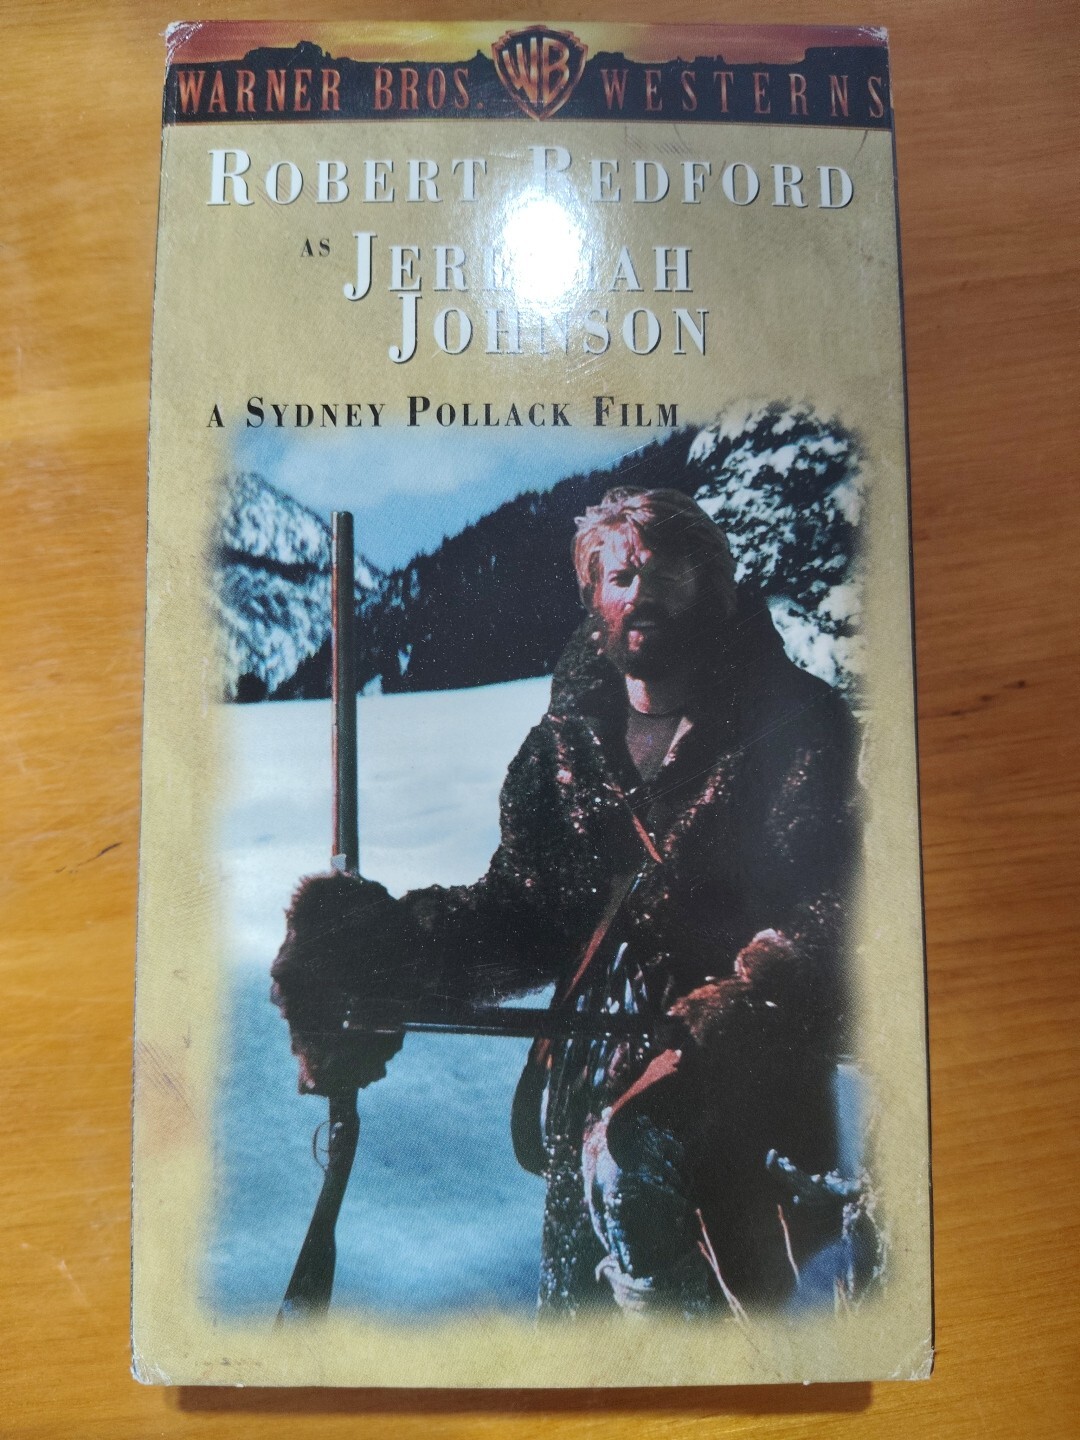 WARNER BROS. WB WESTERNS
ROBERT REDFORD
AS JEREMIAH
JOHNSON
A SYDNEY POLLACK FILM